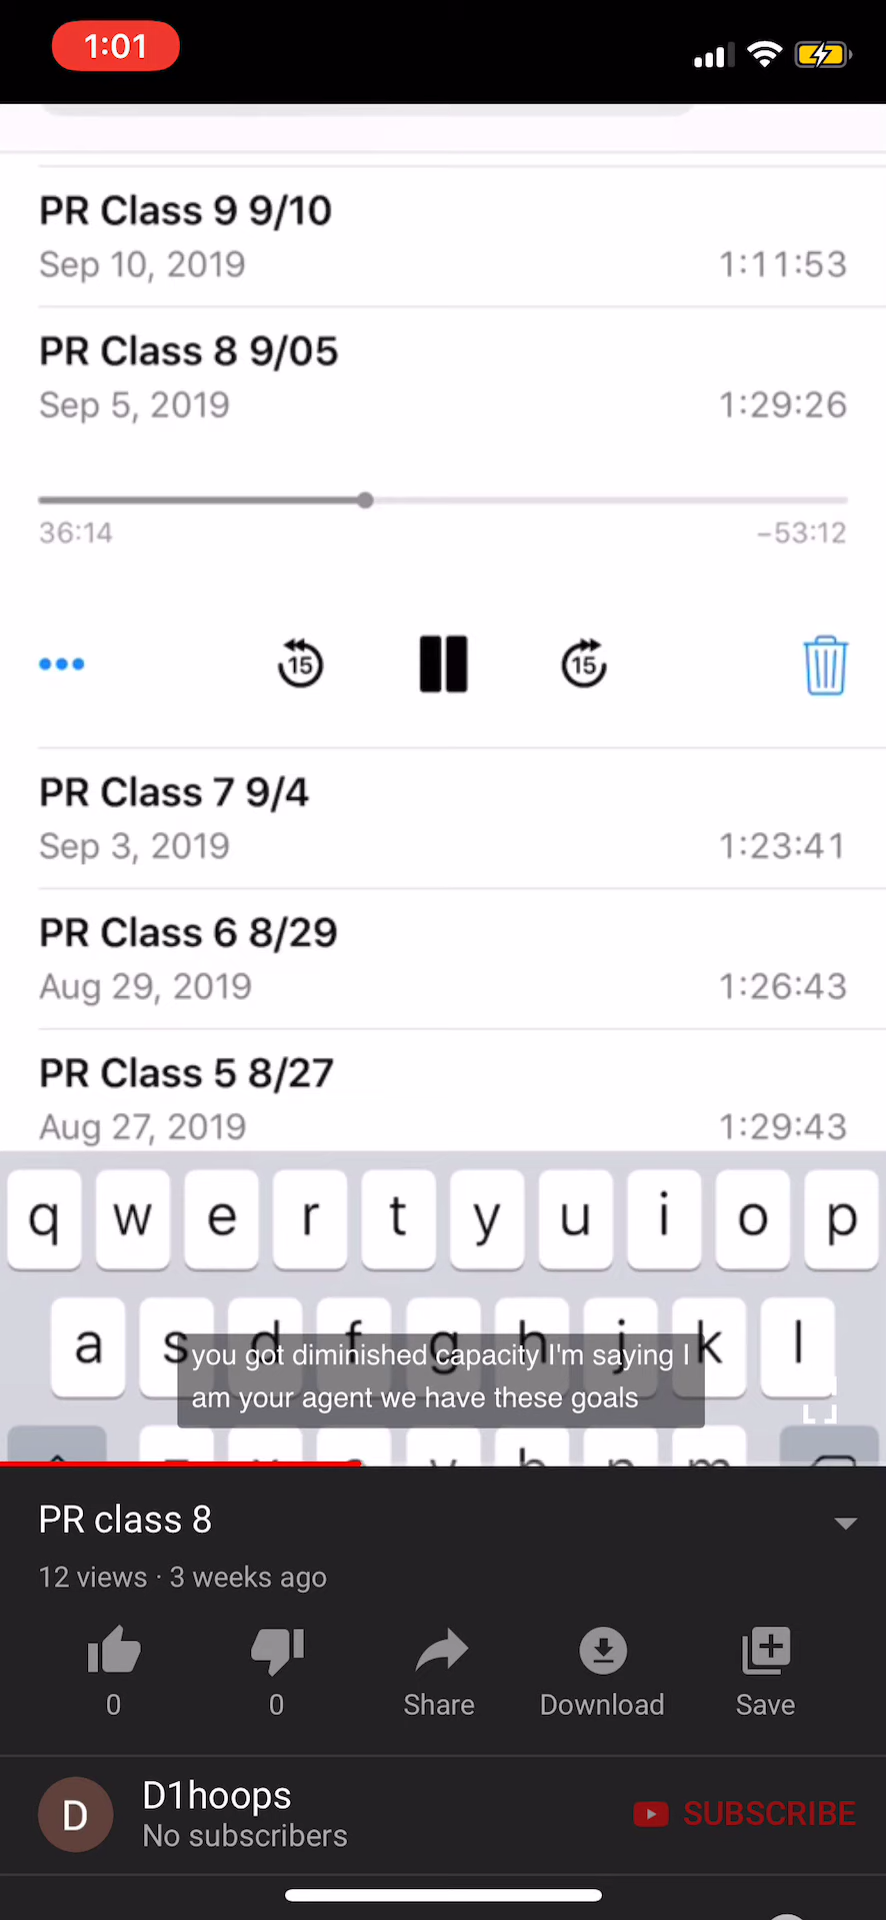 1:01
PR Class 9 9/10
Sep 10, 2019 1:11:53
PR Class 8 9/05
Sep 5, 2019 1:29:26
36:14 −53:12
15 15
PR Class 7 9/4
Sep 3, 2019 1:23:41
PR Class 6 8/29
Aug 29, 2019 1:26:43
PR Class 5 8/27
Aug 27, 2019 1:29:43
q w e r t y u i o p
a s d f g h j k l
you got diminished capacity I'm saying I
am your agent we have these goals
v b n m
PR class 8
12 views · 3 weeks ago
0 0 Share Download Save
D D1hoops
No subscribers
SUBSCRIBE